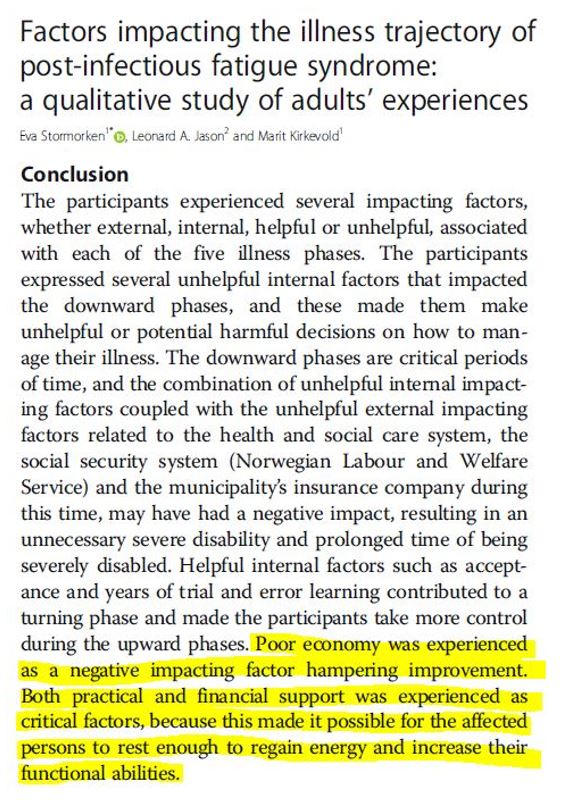 Factors impacting the illness trajectory of
post-infectious fatigue syndrome:
a qualitative study of adults' experiences
Eva Stormorken1*, Leonard A. Jason2 and Marit Kirkevold1
Conclusion
The participants experienced several impacting factors,
whether external, internal, helpful or unhelpful, associated
with each of the five illness phases. The participants
expressed several unhelpful internal factors that impacted
the downward phases, and these made them make
unhelpful or potential harmful decisions on how to man-
age their illness. The downward phases are critical periods
of time, and the combination of unhelpful internal impact-
ing factors coupled with the unhelpful external impacting
factors related to the health and social care system, the
social security system (Norwegian Labour and Welfare
Service) and the municipality's insurance company during
this time, may have had a negative impact, resulting in an
unnecessary severe disability and prolonged time of being
severely disabled. Helpful internal factors such as accept-
ance and years of trial and error learning contributed to a
turning phase and made the participants take more control
during the upward phases. Poor economy was experienced
as a negative impacting factor hampering improvement.
Both practical and financial support was experienced as
critical factors, because this made it possible for the affected
persons to rest enough to regain energy and increase their
functional abilities.